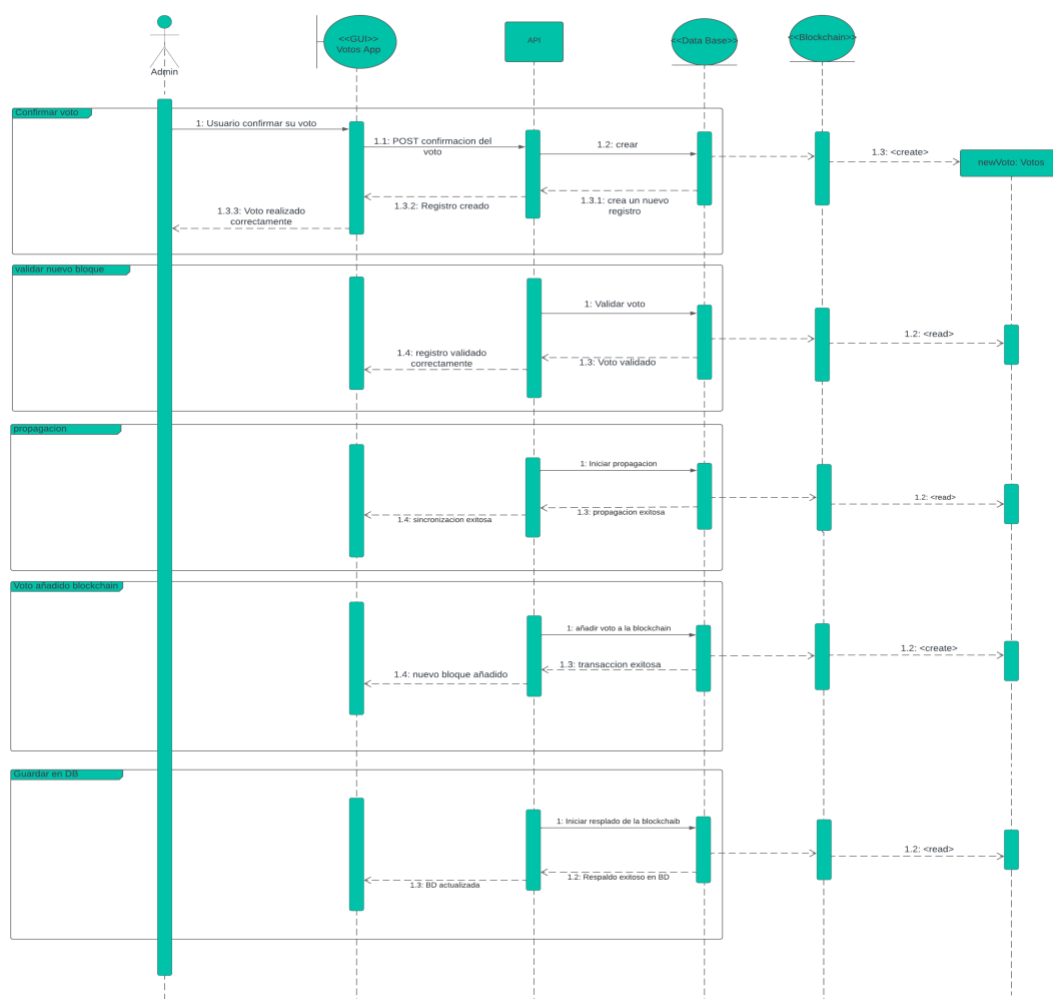 <<GUI>>
Votos App
API
<<Data Base>>
<<Blockchain>>
Admin
Confirmar voto
1: Usuario confirmar su voto
1.1: POST confirmacion del
voto
1.2: crear
1.3: <create>
newVoto: Votos
1.3.1: crea un nuevo
registro
1.3.2: Registro creado
1.3.3: Voto realizado
correctamente
validar nuevo bloque
1: Validar voto
1.2: <read>
1.3: Voto validado
1.4: registro validado
correctamente
propagacion
1: Iniciar propagacion
1.2: <read>
1.3: propagacion exitosa
1.4: sincronizacion exitosa
Voto añadido blockchain
1: añadir voto a la blockchain
1.2: <create>
1.3: transaccion exitosa
1.4: nuevo bloque añadido
Guardar en DB
1: Iniciar resplado de la blockchaib
1.2: <read>
1.2: Respaldo exitoso en BD
1.3: BD actualizada